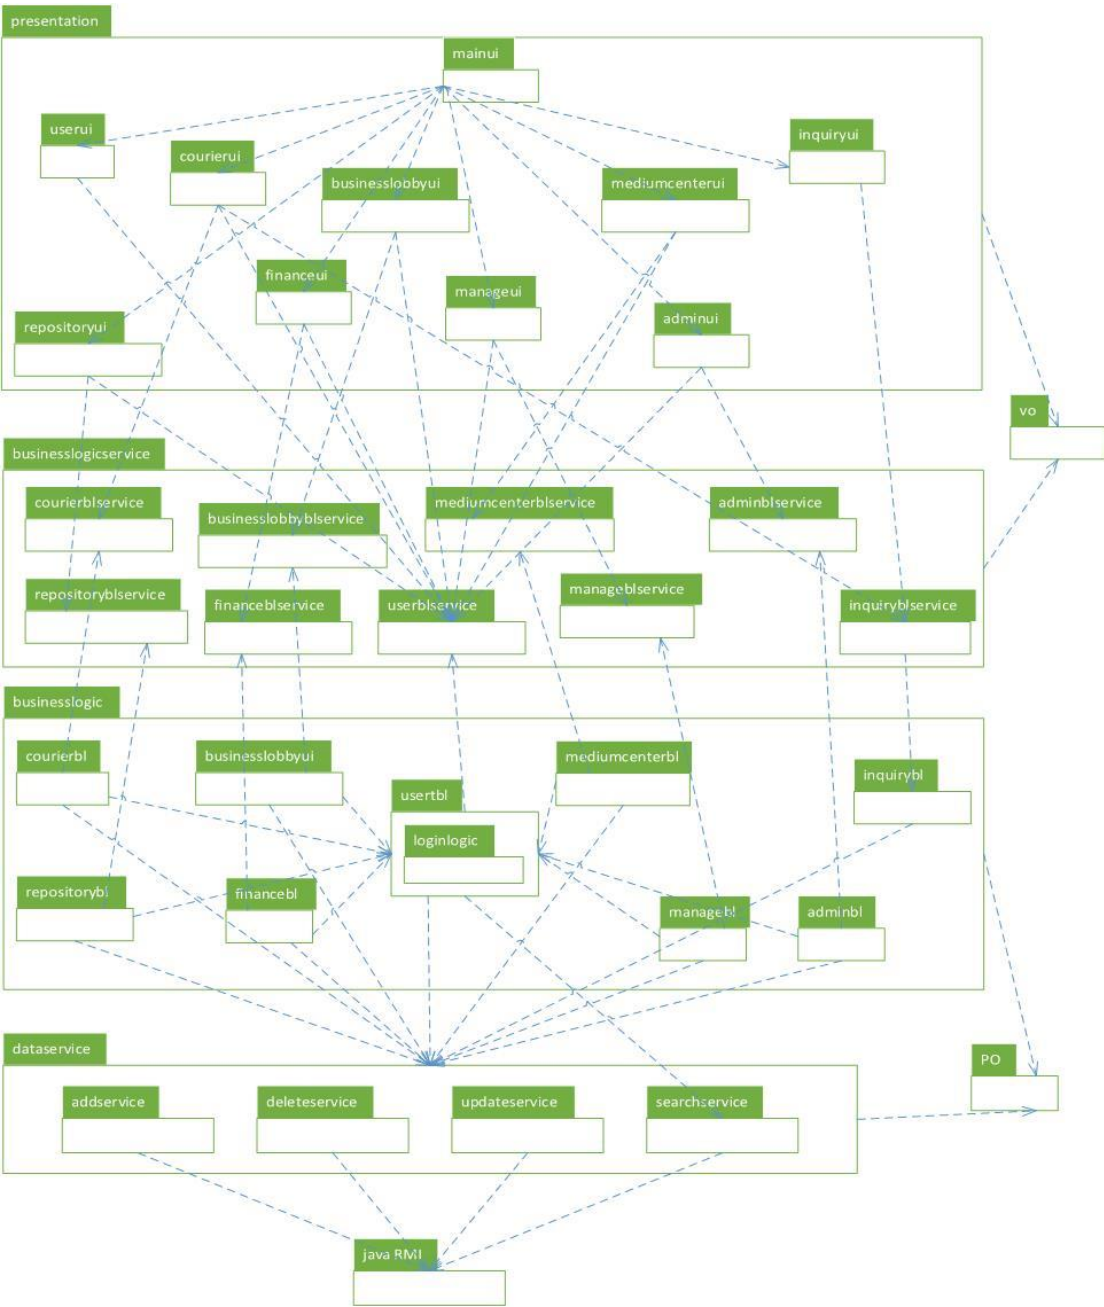 presentation
mainui
userui
courierui
inquiryui
businesslobbyui
mediumcenterui
financeui
manageui
adminui
repositoryui
vo
businesslogicservice
courierblservice
businesslobbyblservice
mediumcenterblservice
adminblservice
repositoryblservice
financeblservice
userblservice
manageblservice
inquiryblservice
businesslogic
courierbl
businesslobbyui
mediumcenterbl
inquirybl
usertbl
loginlogic
repositorybl
financebl
managebl
adminbl
dataservice
PO
addservice
deleteservice
updateservice
searchservice
java RMI